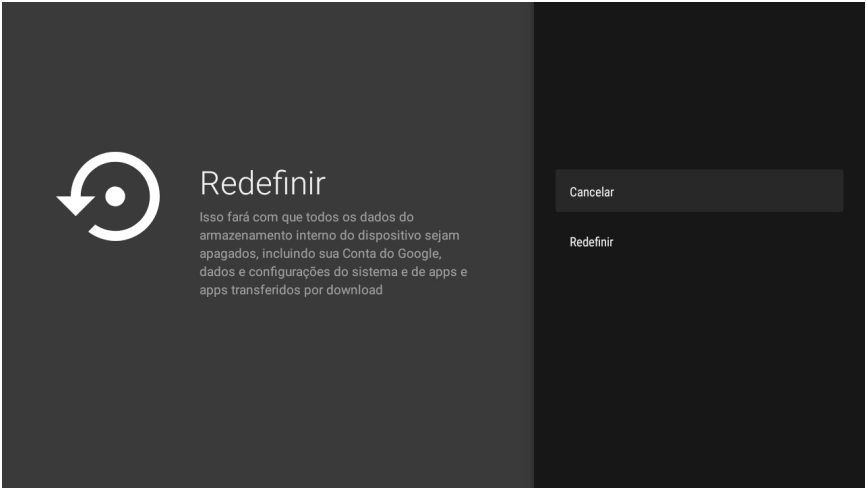 Redefinir
Isso fará com que todos os dados do
armazenamento interno do dispositivo sejam
apagados, incluindo sua Conta do Google,
dados e configurações do sistema e de apps e
apps transferidos por download
Cancelar
Redefinir